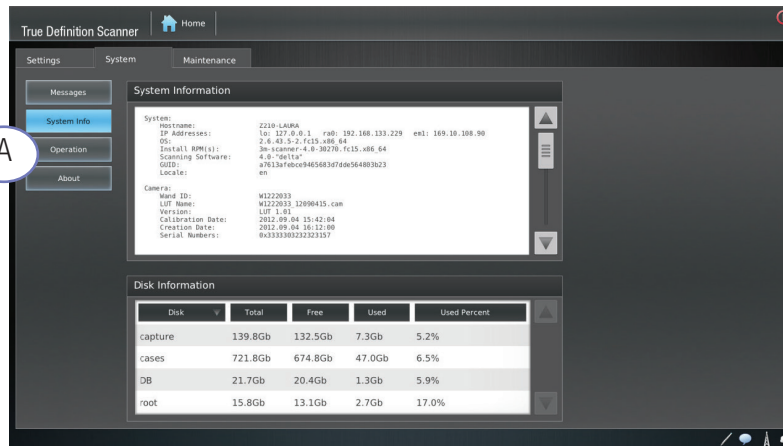 True Definition Scanner
Home
Settings System Maintenance
Messages
System Info
Operation
About
A
System Information
System:
Hostname: Z210-LAURA
IP Addresses: lo: 127.0.0.1 ra0: 192.168.133.229 em1: 169.10.108.90
OS: 2.6.43.5-2.fc15.x86_64
Install RPM(s): 3m-scanner-4.0-30270.fc15.x86_64
Scanning Software: 4.0-"delta"
GUID: a7613afebce9465683d7dde564803b23
Locale: en
Camera:
Wand ID: W1222033
LUT Name: W1222033_12090415.cam
Version: LUT 1.01
Calibration Date: 2012.09.04 15:42:04
Creation Date: 2012.09.04 16:12:00
Serial Numbers: 0x3333303232323157
Disk Information
Disk Total Free Used Used Percent
capture 139.8Gb 132.5Gb 7.3Gb 5.2%
cases 721.8Gb 674.8Gb 47.0Gb 6.5%
DB 21.7Gb 20.4Gb 1.3Gb 5.9%
root 15.8Gb 13.1Gb 2.7Gb 17.0%